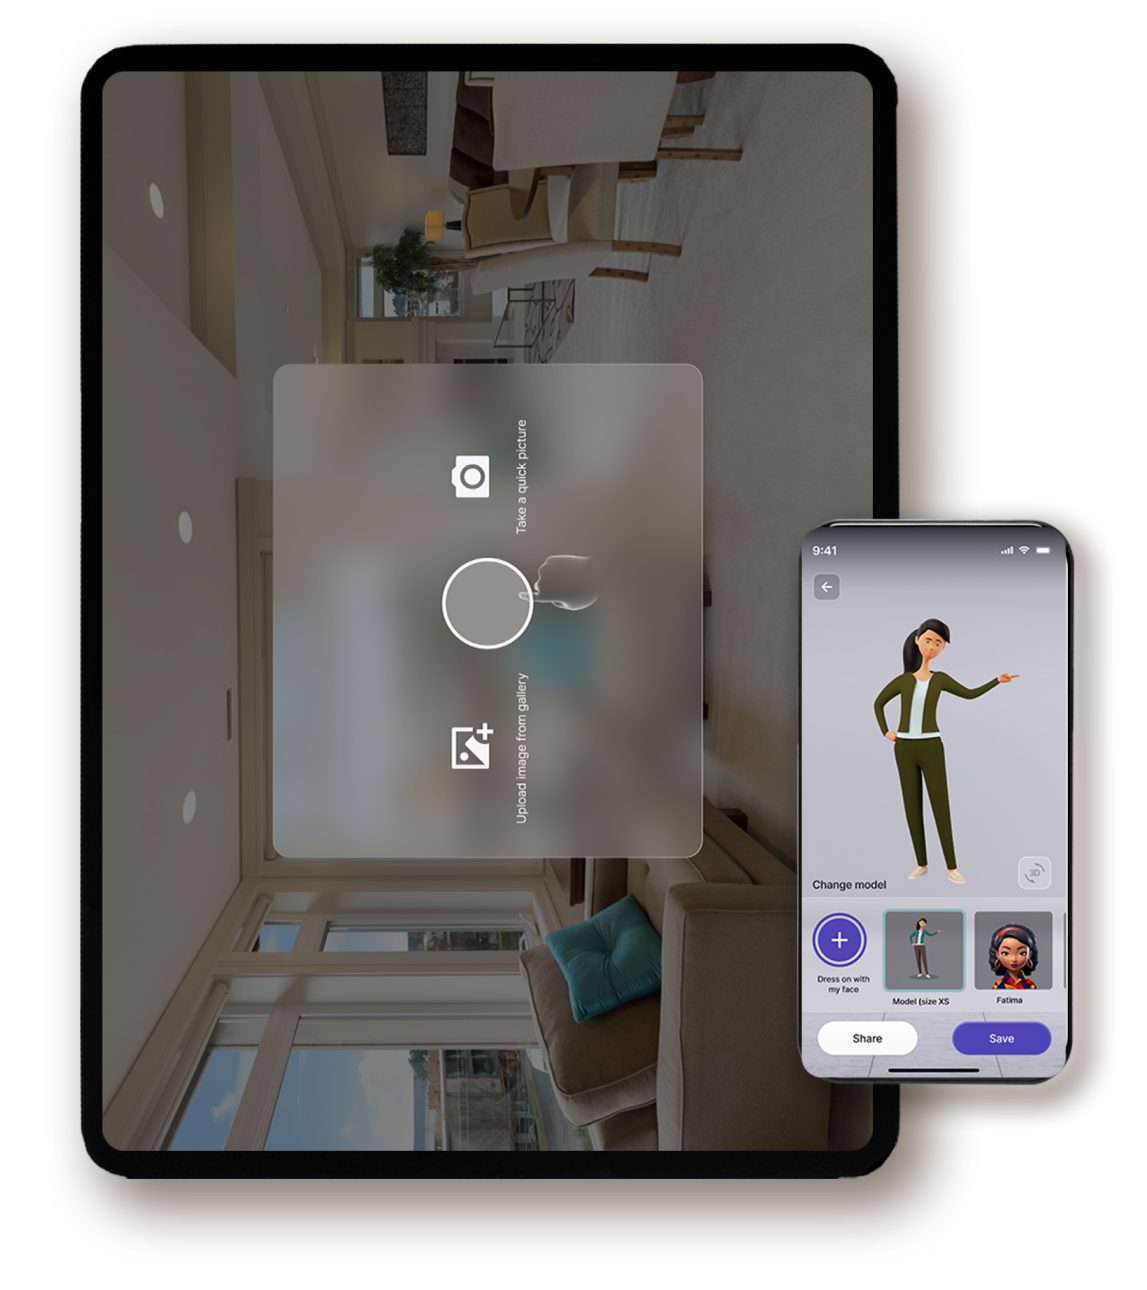 Take a quick picture
Upload image from gallery
9:41
3D
Change model
Dress on with
my face
Model (size XS
Fatima
Share
Save